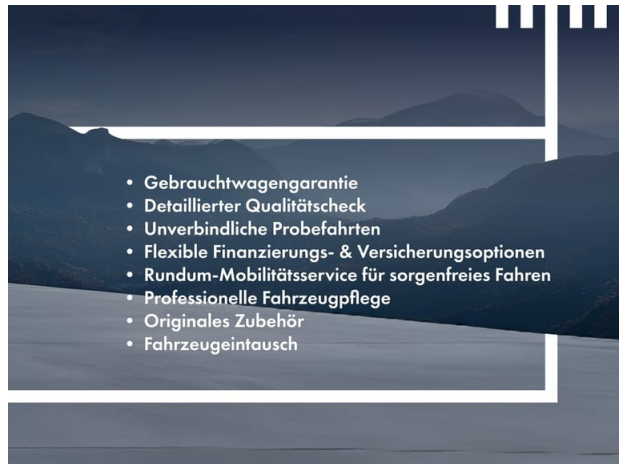 • Gebrauchtwagengarantie
• Detaillierter Qualitätscheck
• Unverbindliche Probefahrten
• Flexible Finanzierungs- & Versicherungsoptionen
• Rundum-Mobilitätsservice für sorgenfreies Fahren
• Professionelle Fahrzeugpflege
• Originales Zubehör
• Fahrzeugeintausch